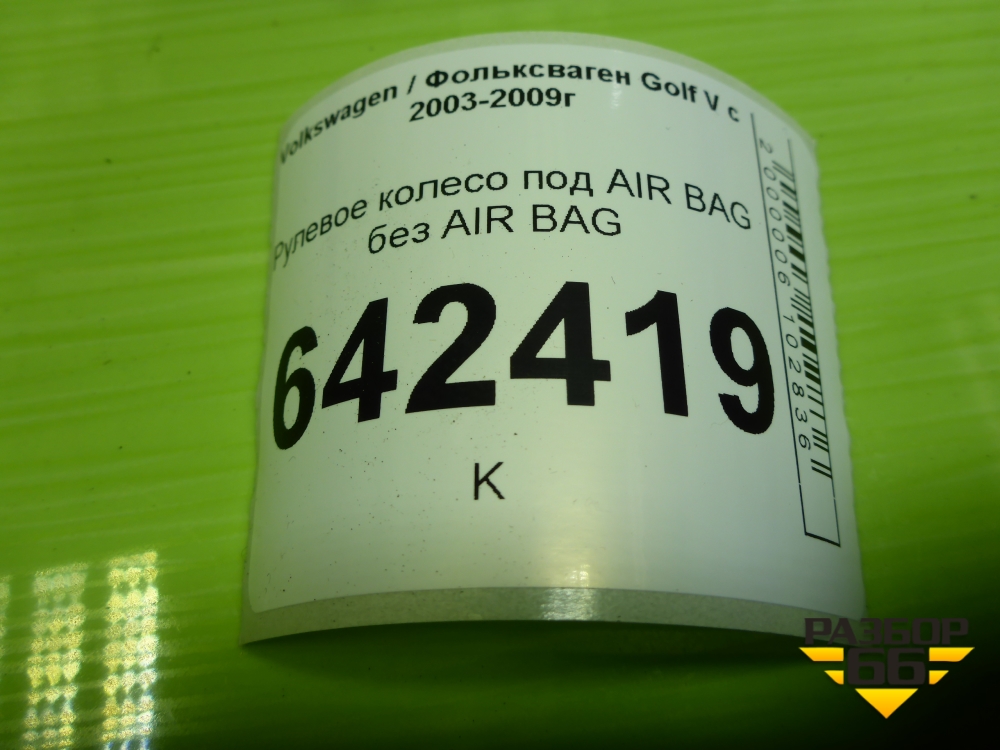 Volkswagen / Фольксваген Golf V с
2003-2009г
Рулевое колесо под AIR BAG
без AIR BAG
642419
К
2000006102836
РАЗБОР
66